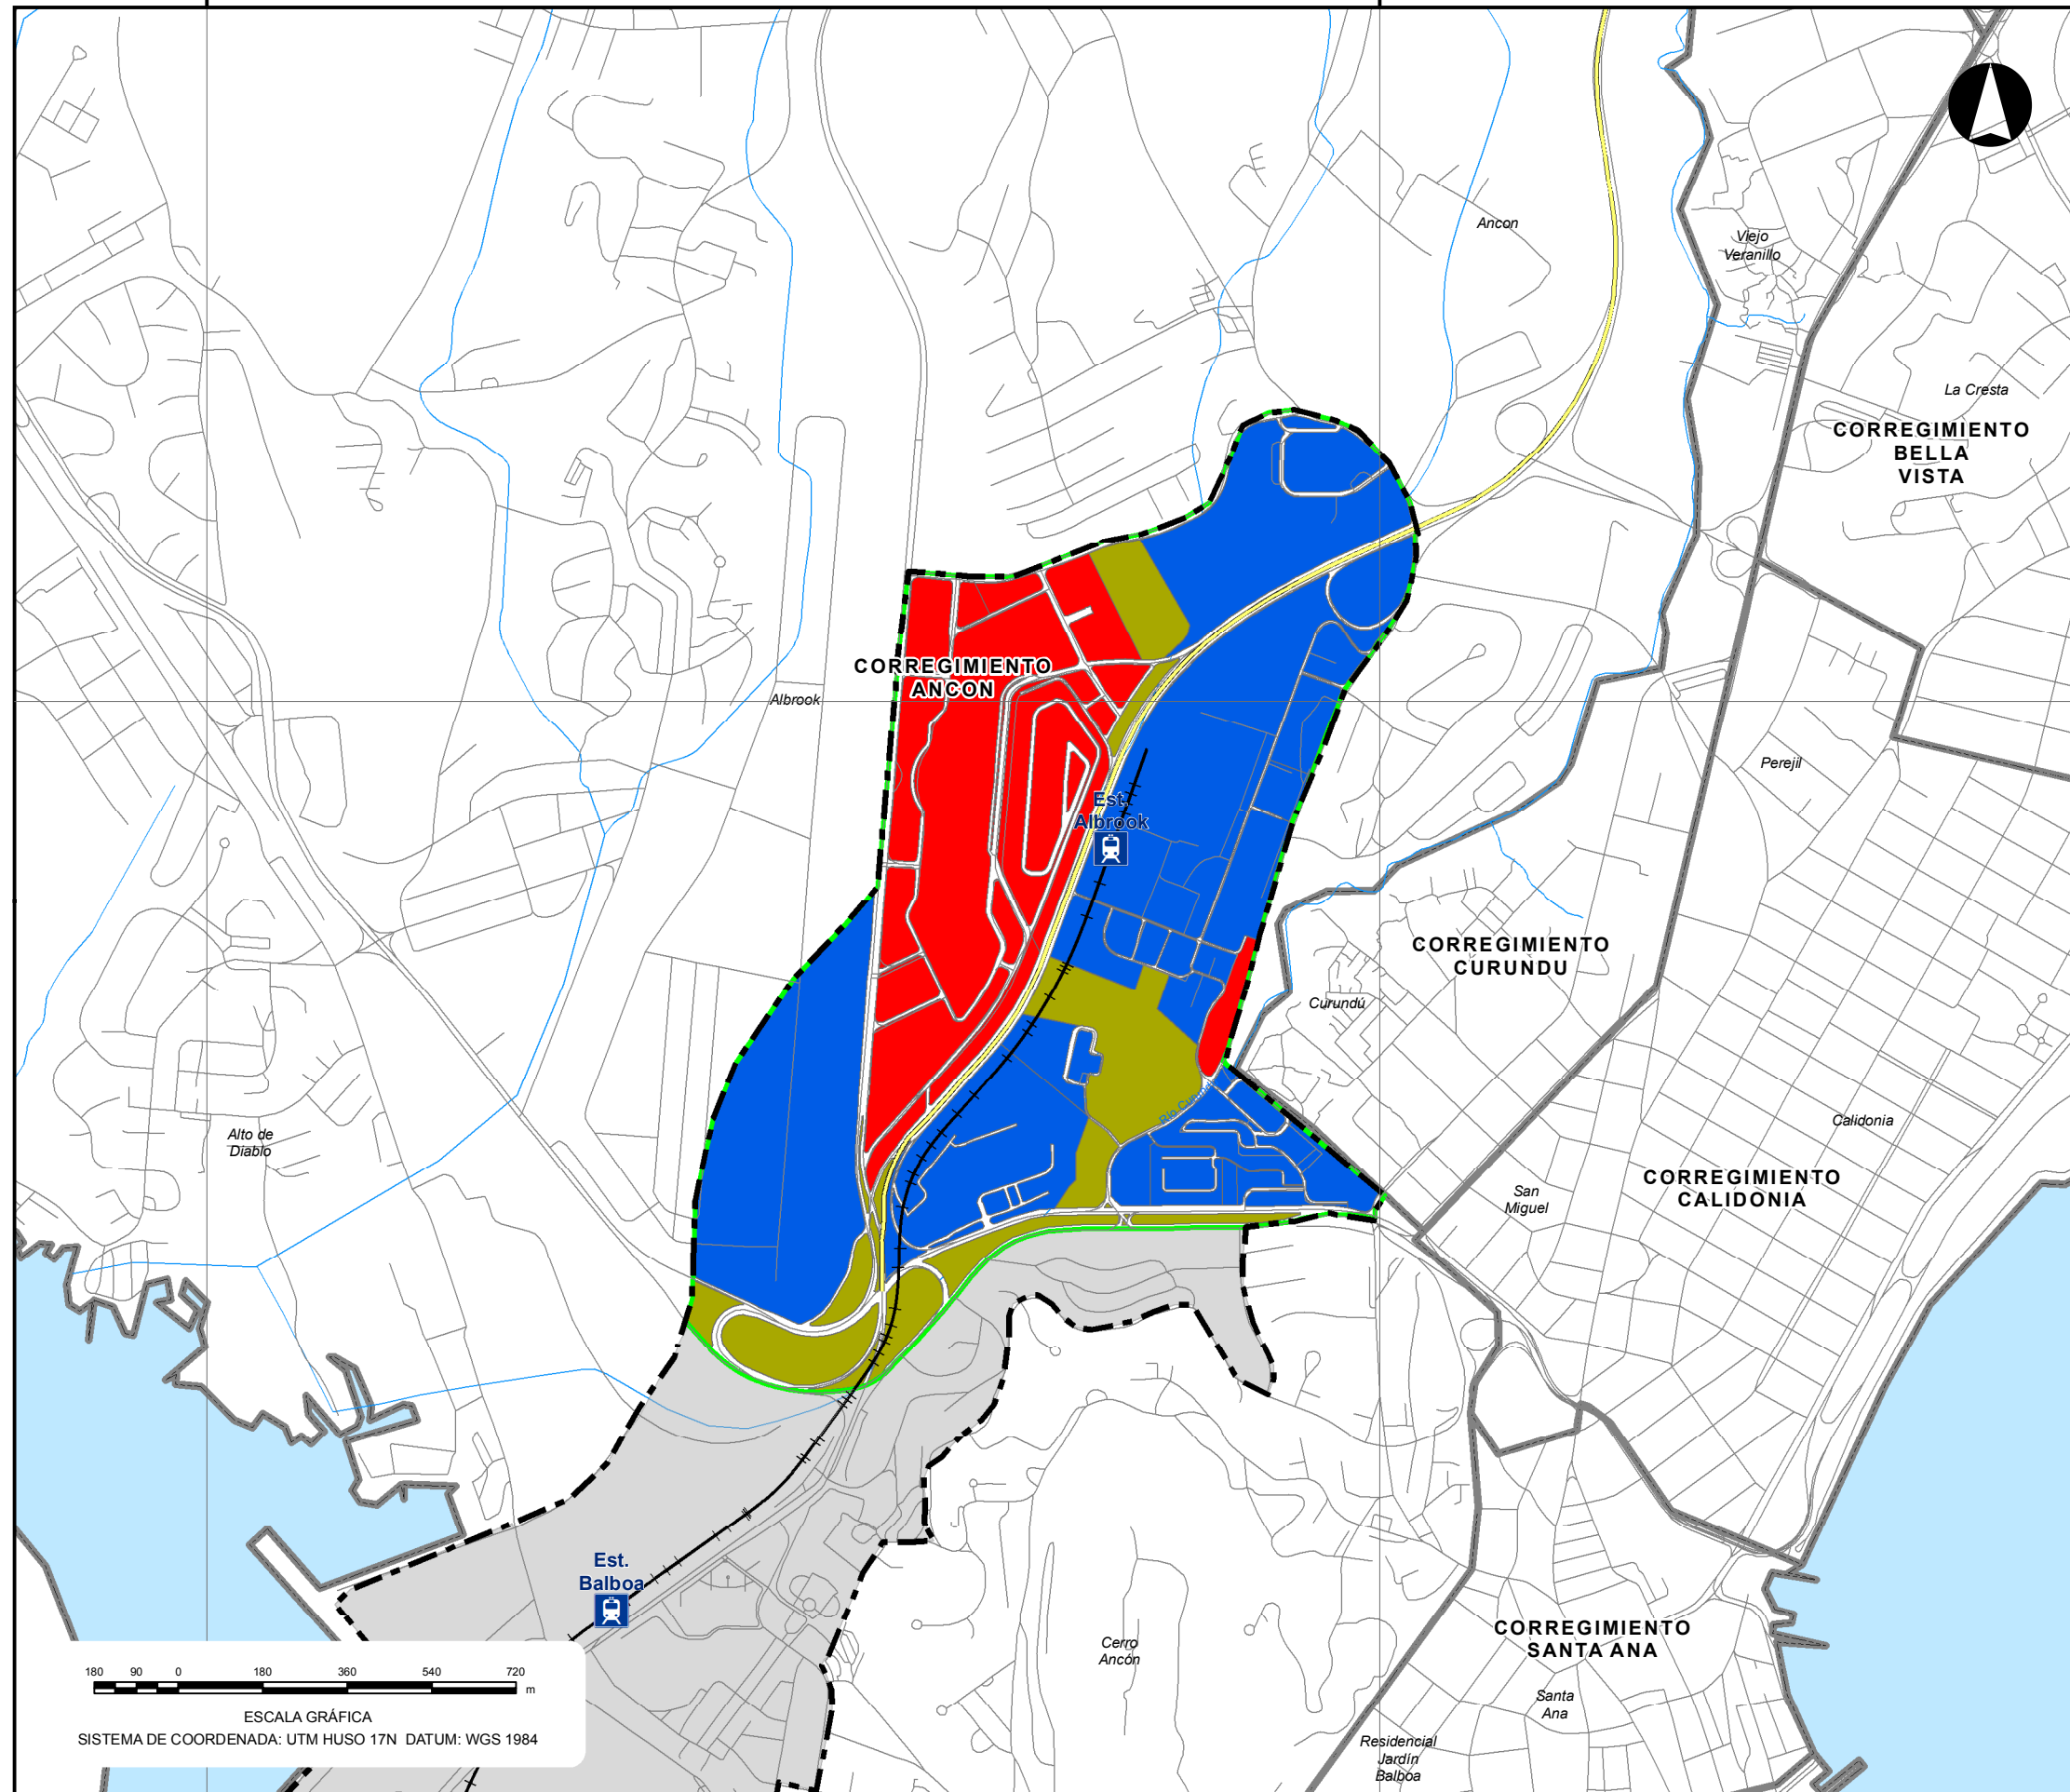 Ancon
Viejo
Veranillo
La Cresta
CORREGIMIENTO
BELLA
VISTA
CORREGIMIENTO
ANCON
Albrook
Perejil
Est.
Albrook
CORREGIMIENTO
CURUNDU
Curundú
Alto de
Diablo
Calidonia
CORREGIMIENTO
CALIDONIA
San
Miguel
Est.
Balboa
CORREGIMIENTO
SANTA ANA
Cerro
Ancón
Santa
Ana
Residencial
Jardín
Balboa
180 90 0 180 360 540 720
m
ESCALA GRÁFICA
SISTEMA DE COORDENADA: UTM HUSO 17N DATUM: WGS 1984